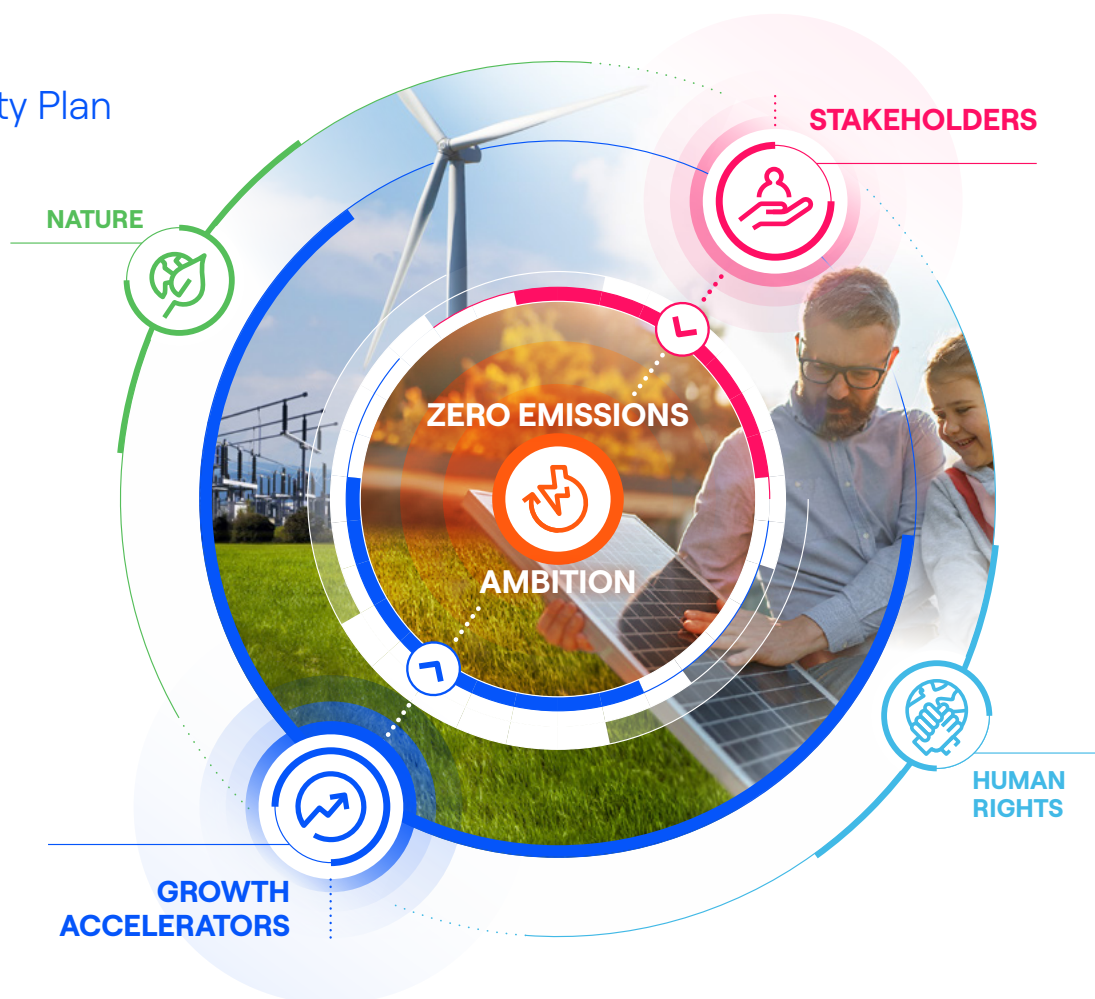 ty Plan
STAKEHOLDERS
NATURE
ZERO EMISSIONS
AMBITION
HUMAN
RIGHTS
GROWTH
ACCELERATORS